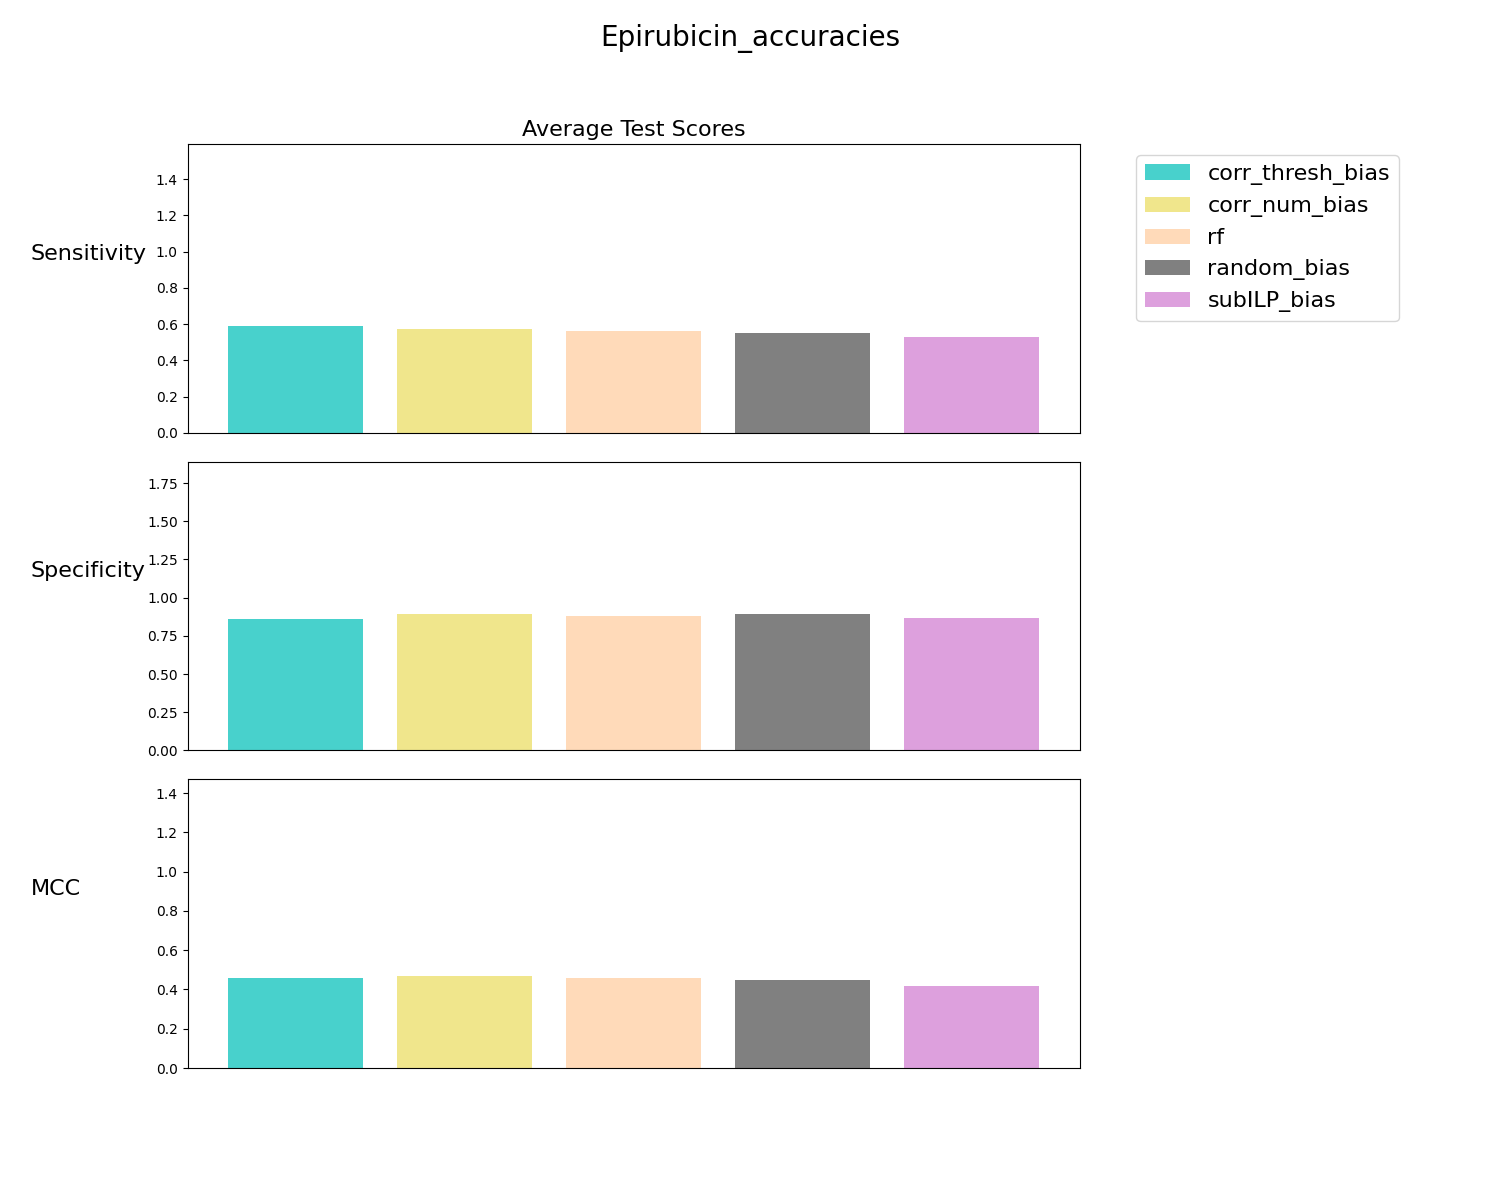 Epirubicin_accuracies
Average Test Scores
Sensitivity
1.4
1.2
1.0
0.8
0.6
0.4
0.2
0.0
corr_thresh_bias
corr_num_bias
rf
random_bias
subILP_bias
Specificity
1.75
1.50
1.25
1.00
0.75
0.50
0.25
0.00
MCC
1.4
1.2
1.0
0.8
0.6
0.4
0.2
0.0